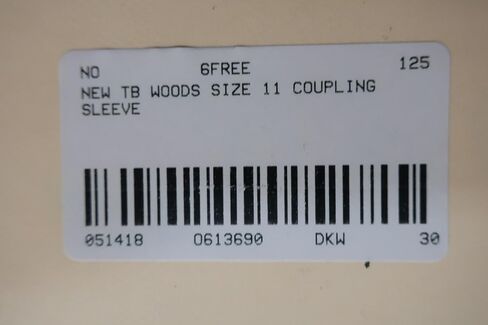 NO 6FREE 125
NEW TB WOODS SIZE 11 COUPLING
SLEEVE
051418 0613690 DKW 30